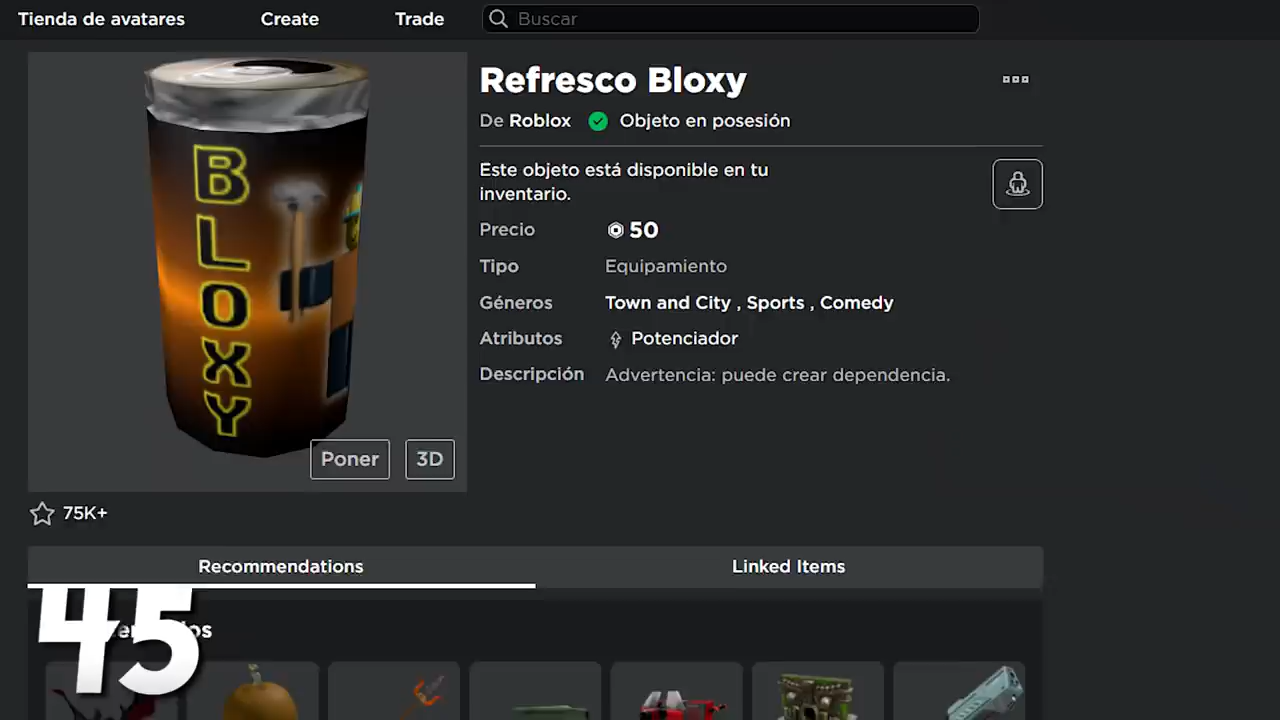 Tienda de avatares Create Trade Buscar
Refresco Bloxy
De Roblox Objeto en posesión
Este objeto está disponible en tu
inventario.
Precio 50
Tipo Equipamiento
Géneros Town and City , Sports , Comedy
Atributos Potenciador
Descripción Advertencia: puede crear dependencia.
BLOXY
Poner 3D
75K+
Recommendations Linked Items
45